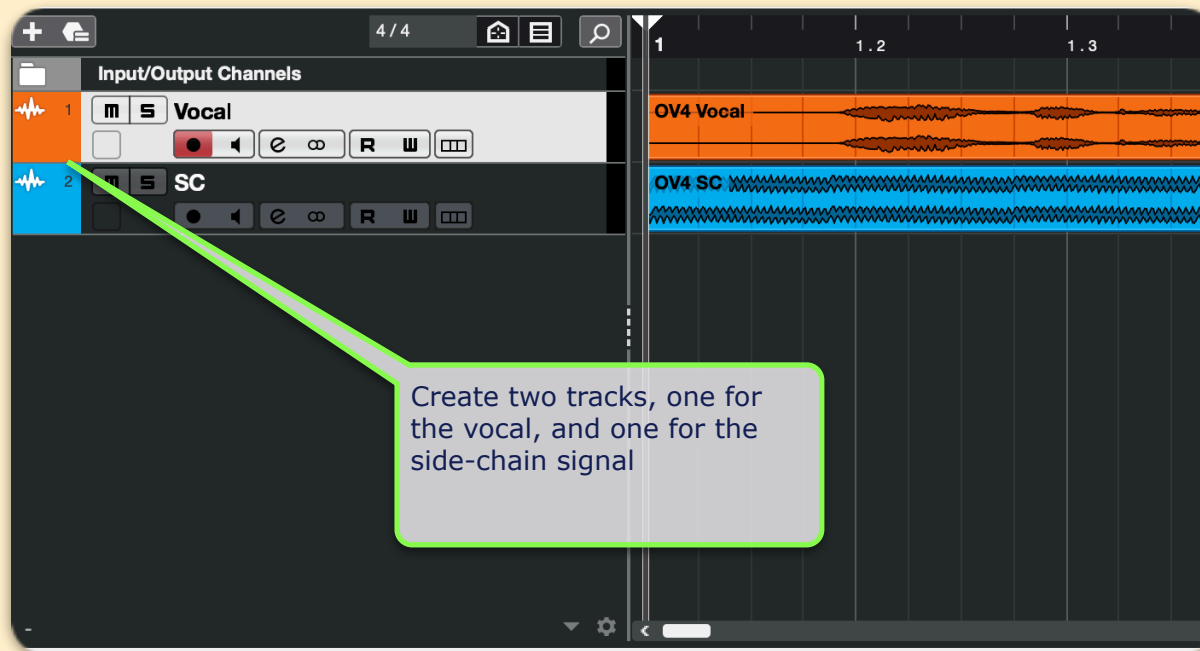 4/4
1
1.2
1.3
Input/Output Channels
1
m S Vocal
e R W
OV4 Vocal
2
m S SC
e R W
OV4 SC
Create two tracks, one for
the vocal, and one for the
side-chain signal